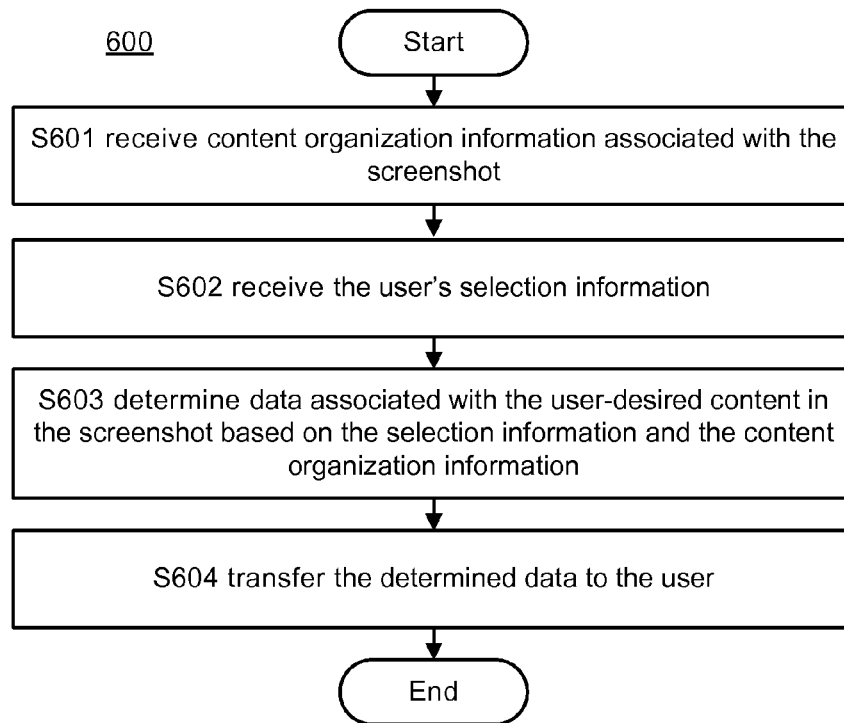 600
Start
S601 receive content organization information associated with the
screenshot
S602 receive the user's selection information
S603 determine data associated with the user-desired content in
the screenshot based on the selection information and the content
organization information
S604 transfer the determined data to the user
End